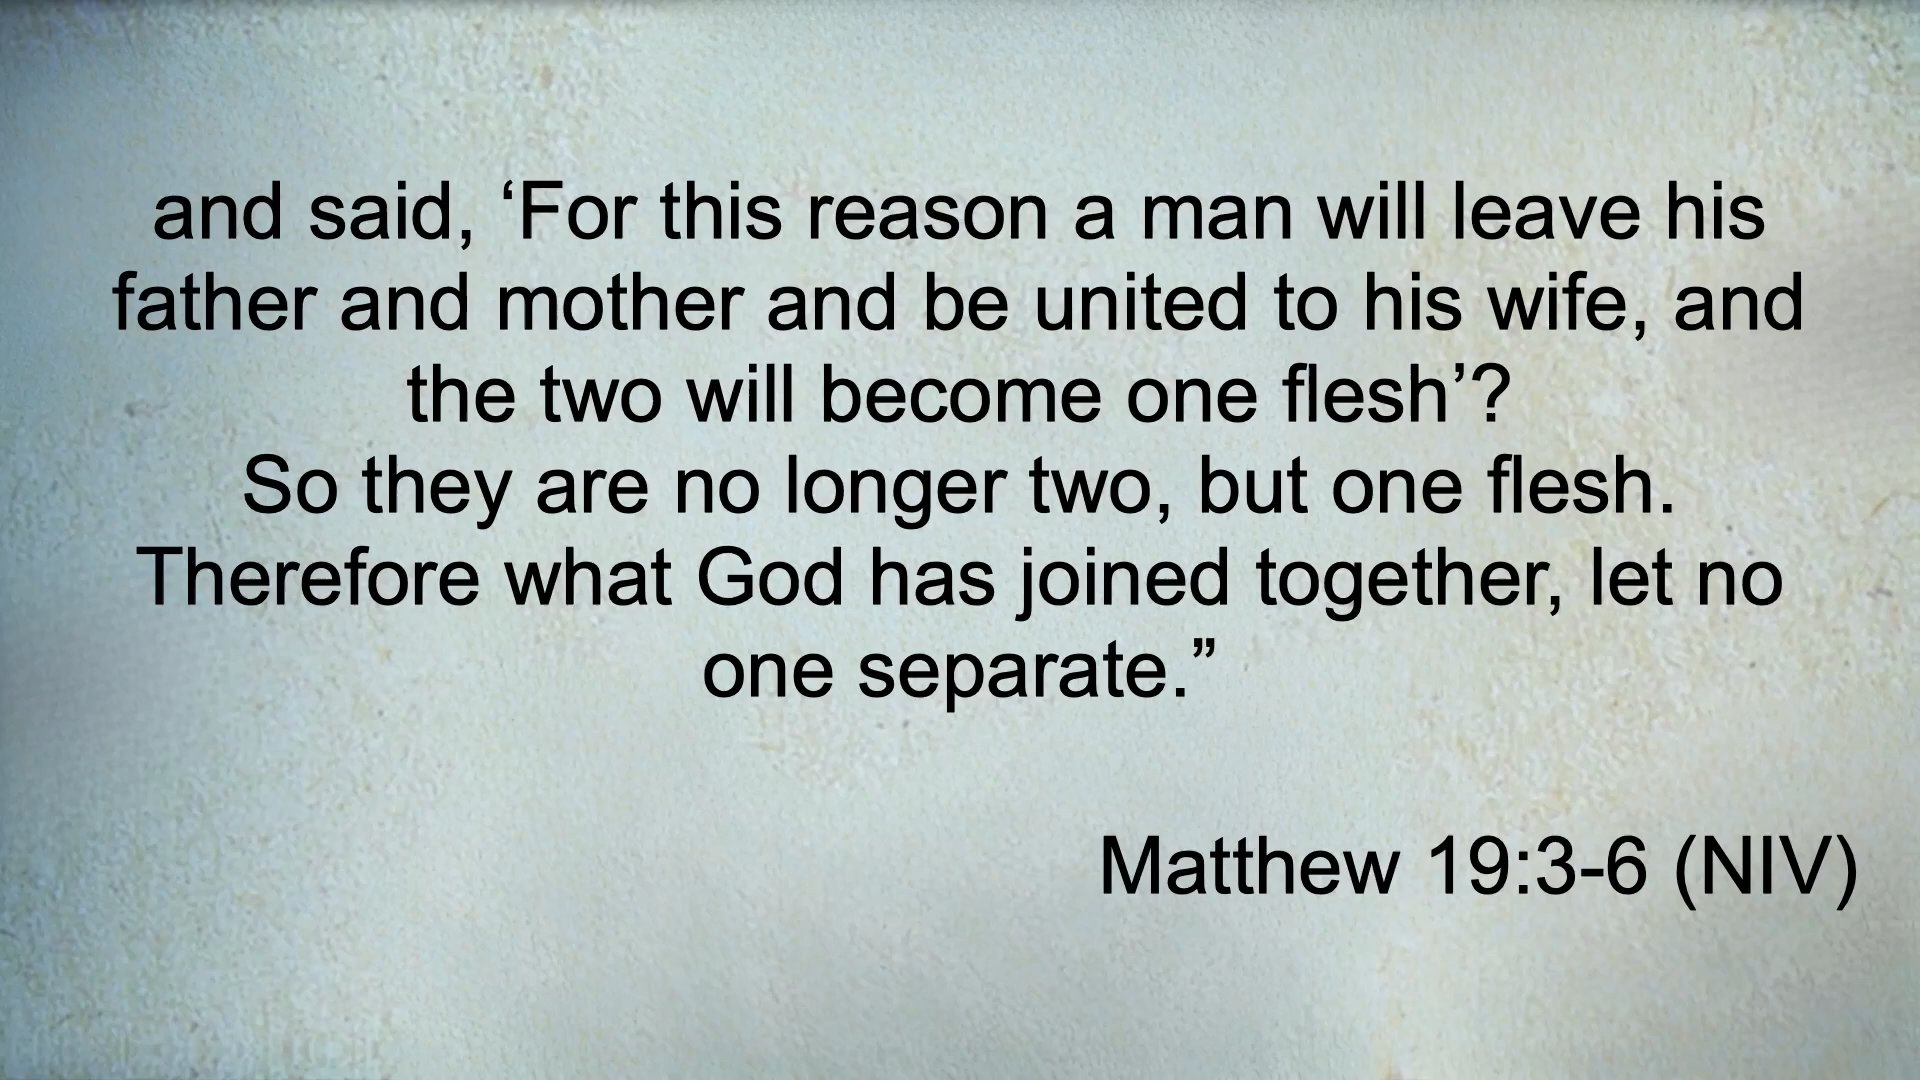 and said, ‘For this reason a man will leave his
father and mother and be united to his wife, and
the two will become one flesh’?
So they are no longer two, but one flesh.
Therefore what God has joined together, let no
one separate.”
Matthew 19:3-6 (NIV)